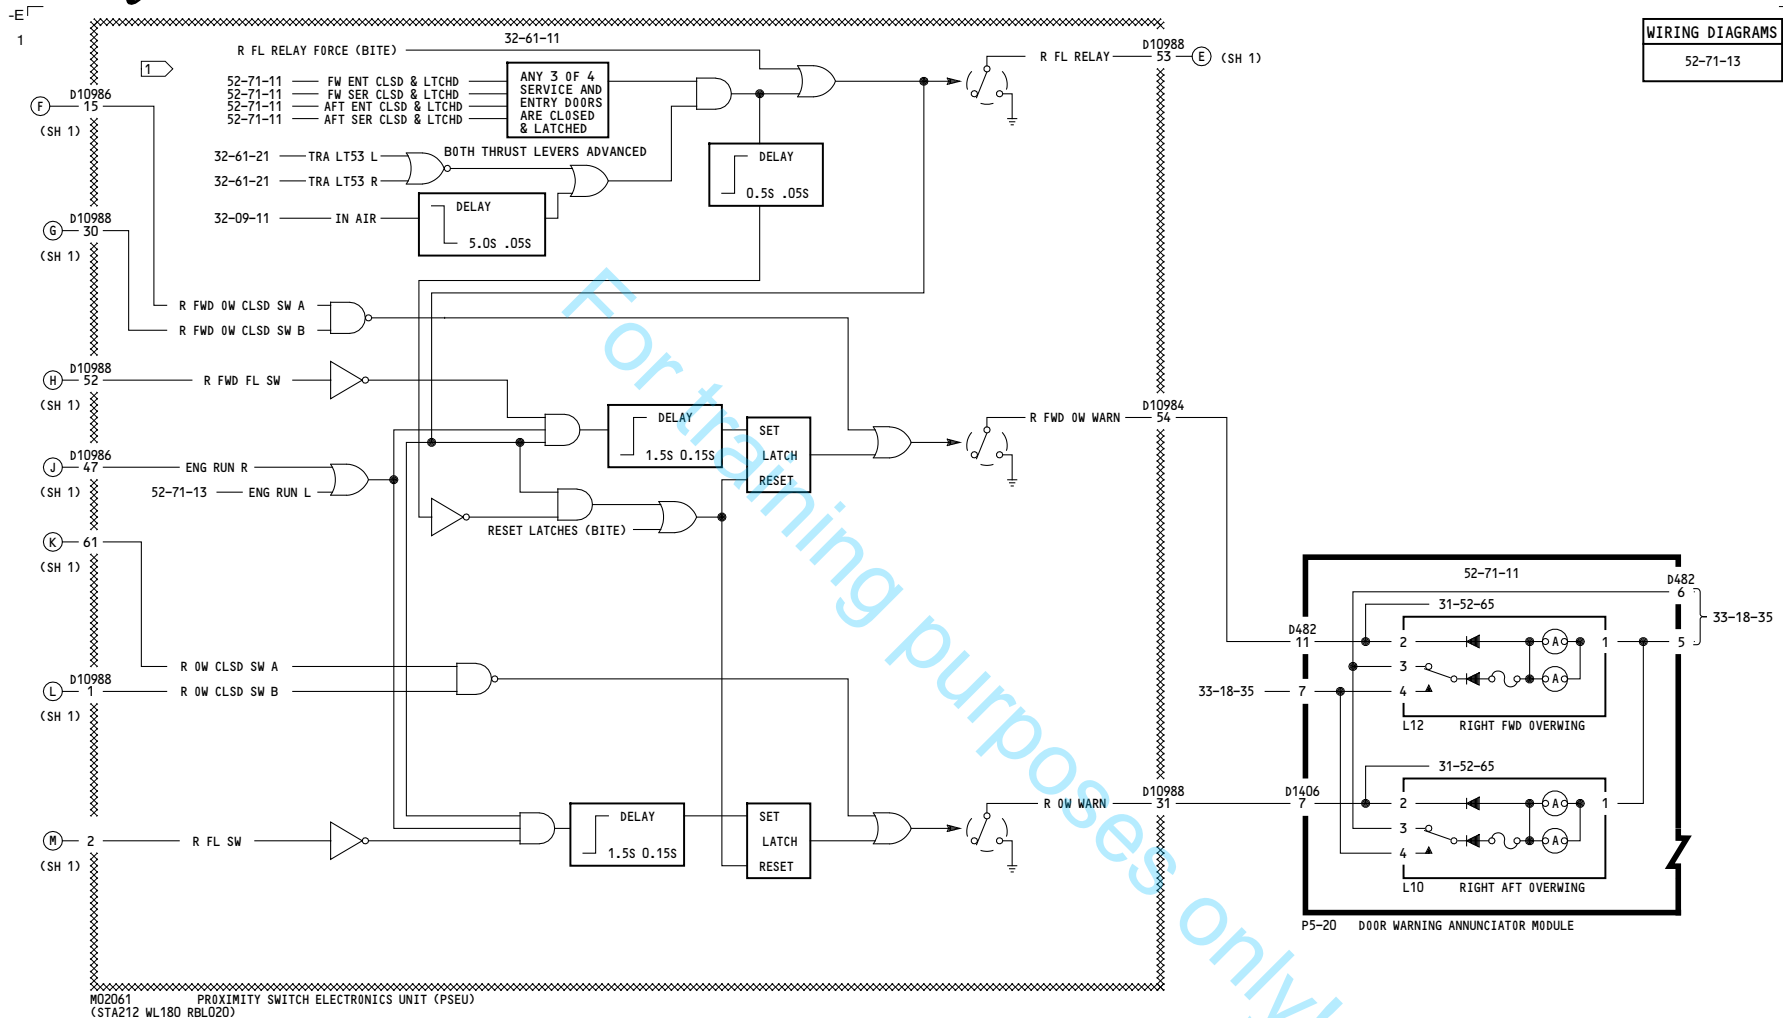 -E
1
WIRING DIAGRAMS
52-71-13
32-61-11
R FL RELAY FORCE (BITE)
1
52-71-11 FW ENT CLSD & LTCHD
52-71-11 FW SER CLSD & LTCHD
52-71-11 AFT ENT CLSD & LTCHD
52-71-11 AFT SER CLSD & LTCHD
ANY 3 OF 4
SERVICE AND
ENTRY DOORS
ARE CLOSED
& LATCHED
R FL RELAY
D10988
53 E (SH 1)
D10986
F 15
(SH 1)
BOTH THRUST LEVERS ADVANCED
32-61-21 TRA LT53 L
32-61-21 TRA LT53 R
DELAY
0.5S .05S
32-09-11 IN AIR
DELAY
5.0S .05S
D10988
G 30
(SH 1)
R FWD OW CLSD SW A
R FWD OW CLSD SW B
D10988
H 52
(SH 1)
R FWD FL SW
DELAY
1.5S 0.15S
SET
LATCH
RESET
R FWD OW WARN
D10984
54
D10986
J 47
(SH 1)
ENG RUN R
52-71-13 ENG RUN L
RESET LATCHES (BITE)
K 61
(SH 1)
R OW CLSD SW A
D10988
L 1
(SH 1)
R OW CLSD SW B
52-71-11
D482
6
31-52-65
33-18-35
D482
11 2 A 1 5
3 A
33-18-35 7 4
L12 RIGHT FWD OVERWING
31-52-65
R OW WARN
D10988
31
D1406
7 2 A 1
3 A
4
L10 RIGHT AFT OVERWING
DELAY
1.5S 0.15S
SET
LATCH
RESET
M 2
(SH 1)
R FL SW
P5-20 DOOR WARNING ANNUNCIATOR MODULE
M02061 PROXIMITY SWITCH ELECTRONICS UNIT (PSEU)
(STA212 WL180 RBL020)
For training purposes only!